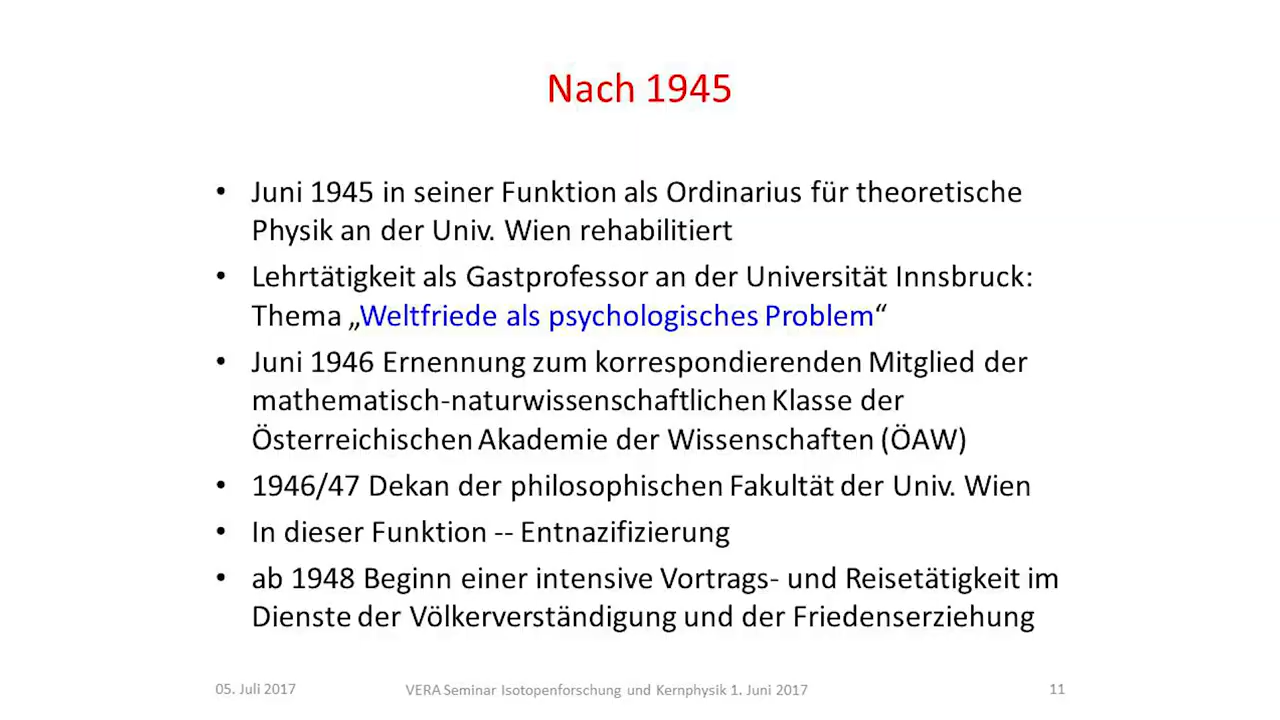 Nach 1945
• Juni 1945 in seiner Funktion als Ordinarius für theoretische
Physik an der Univ. Wien rehabilitiert
• Lehrtätigkeit als Gastprofessor an der Universität Innsbruck:
Thema „Weltfriede als psychologisches Problem“
• Juni 1946 Ernennung zum korrespondierenden Mitglied der
mathematisch-naturwissenschaftlichen Klasse der
Österreichischen Akademie der Wissenschaften (ÖAW)
• 1946/47 Dekan der philosophischen Fakultät der Univ. Wien
• In dieser Funktion -- Entnazifizierung
• ab 1948 Beginn einer intensive Vortrags- und Reisetätigkeit im
Dienste der Völkerverständigung und der Friedenserziehung
05. Juli 2017 VERA Seminar Isotopenforschung und Kernphysik 1. Juni 2017 11